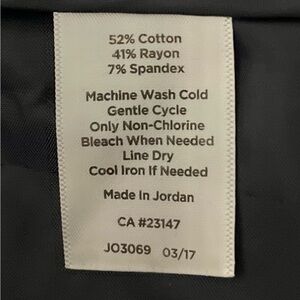 52% Cotton
41% Rayon
7% Spandex
Machine Wash Cold
Gentle Cycle
Only Non-Chlorine
Bleach When Needed
Line Dry
Cool Iron If Needed
Made In Jordan
CA #23147
JO3069 03/17